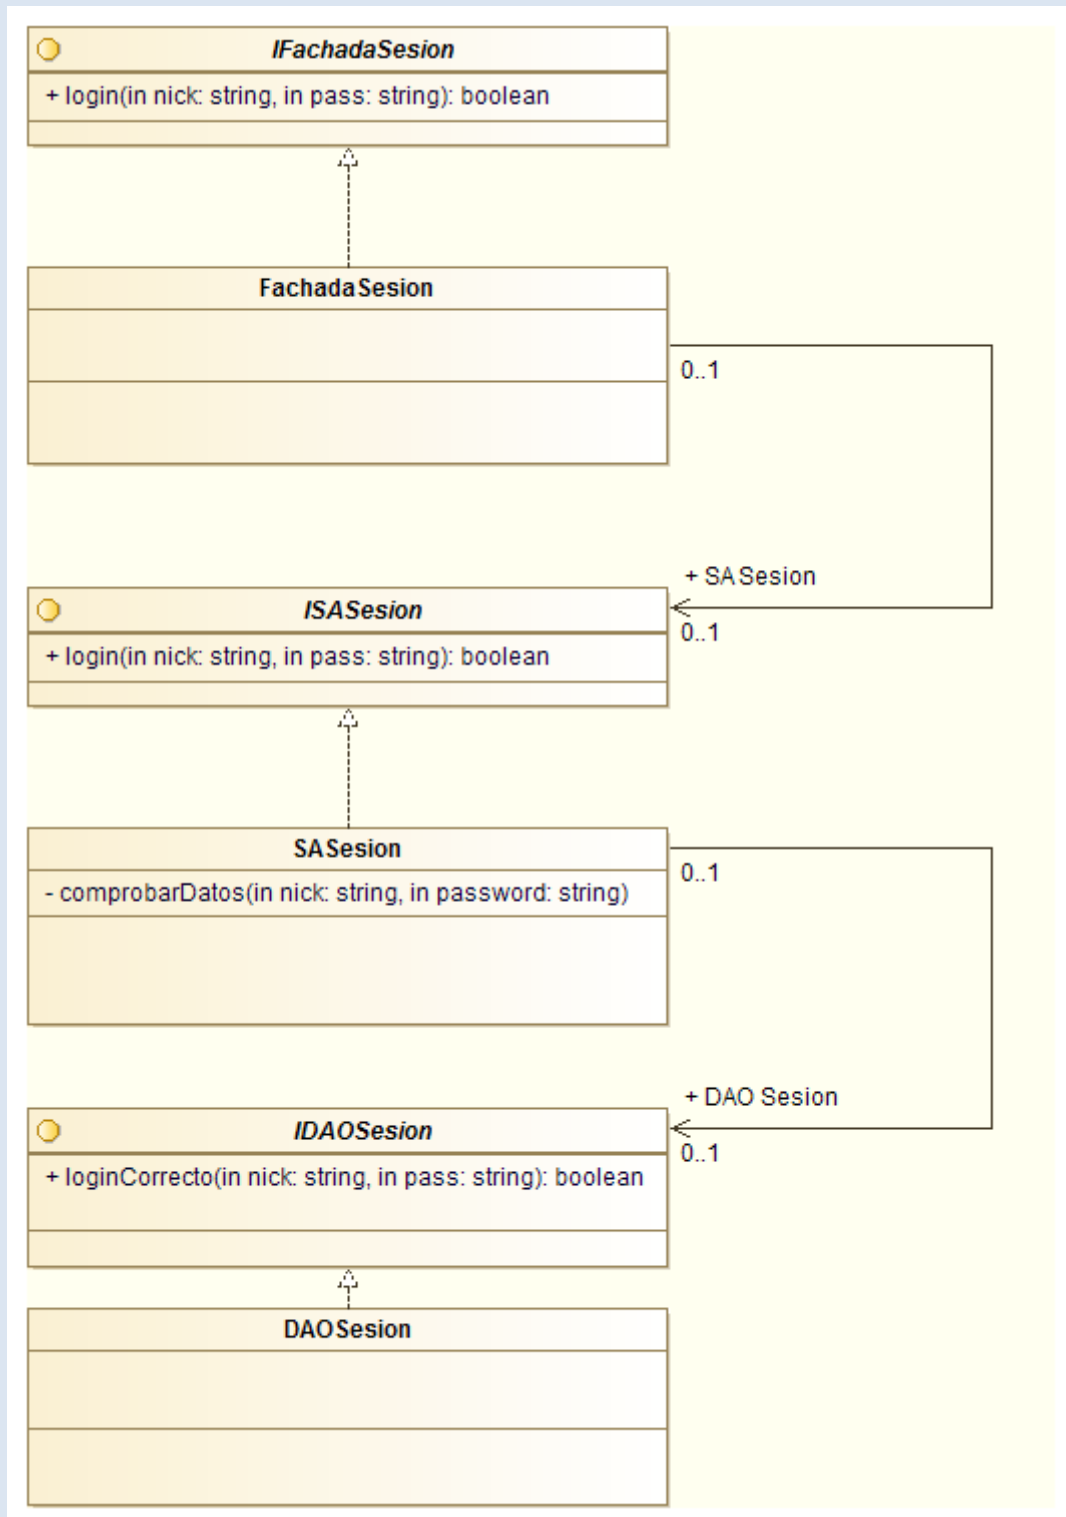 IFachadaSesion
+ login(in nick: string, in pass: string): boolean
FachadaSesion
0..1
+ SASesion
ISASesion
0..1
+ login(in nick: string, in pass: string): boolean
SASesion
0..1
- comprobarDatos(in nick: string, in password: string)
+ DAO Sesion
IDAOSesion
0..1
+ loginCorrecto(in nick: string, in pass: string): boolean
DAOSesion